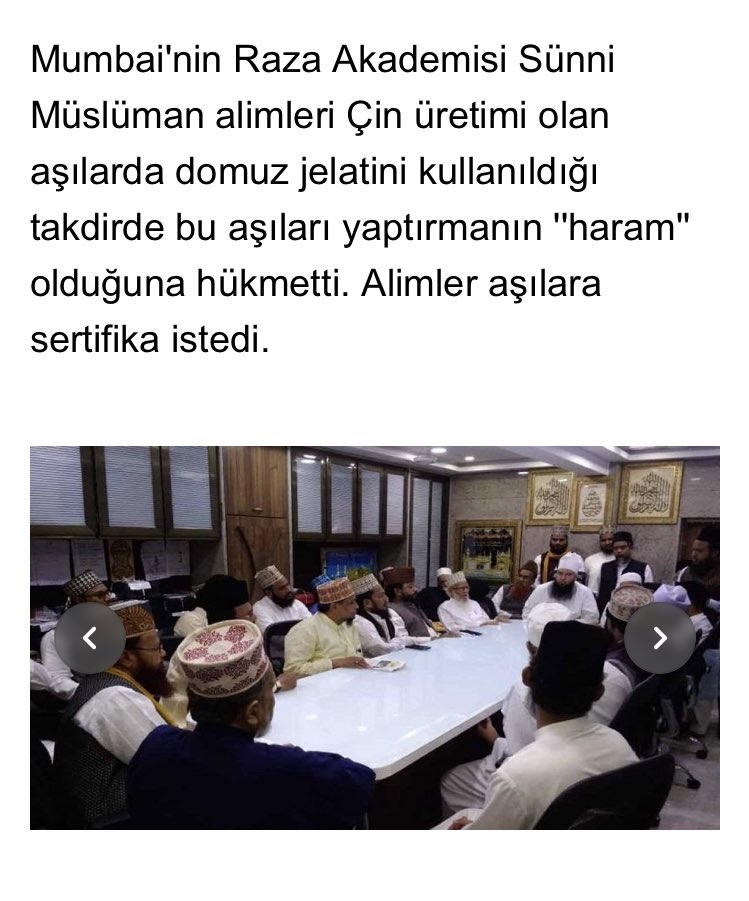 Mumbai'nin Raza Akademisi Sünni
Müslüman alimleri Çin üretimi olan
aşılarda domuz jelatini kullanıldığı
takdirde bu aşıları yaptırmanın "haram"
olduğuna hükmetti. Alimler aşılara
sertifika istedi.